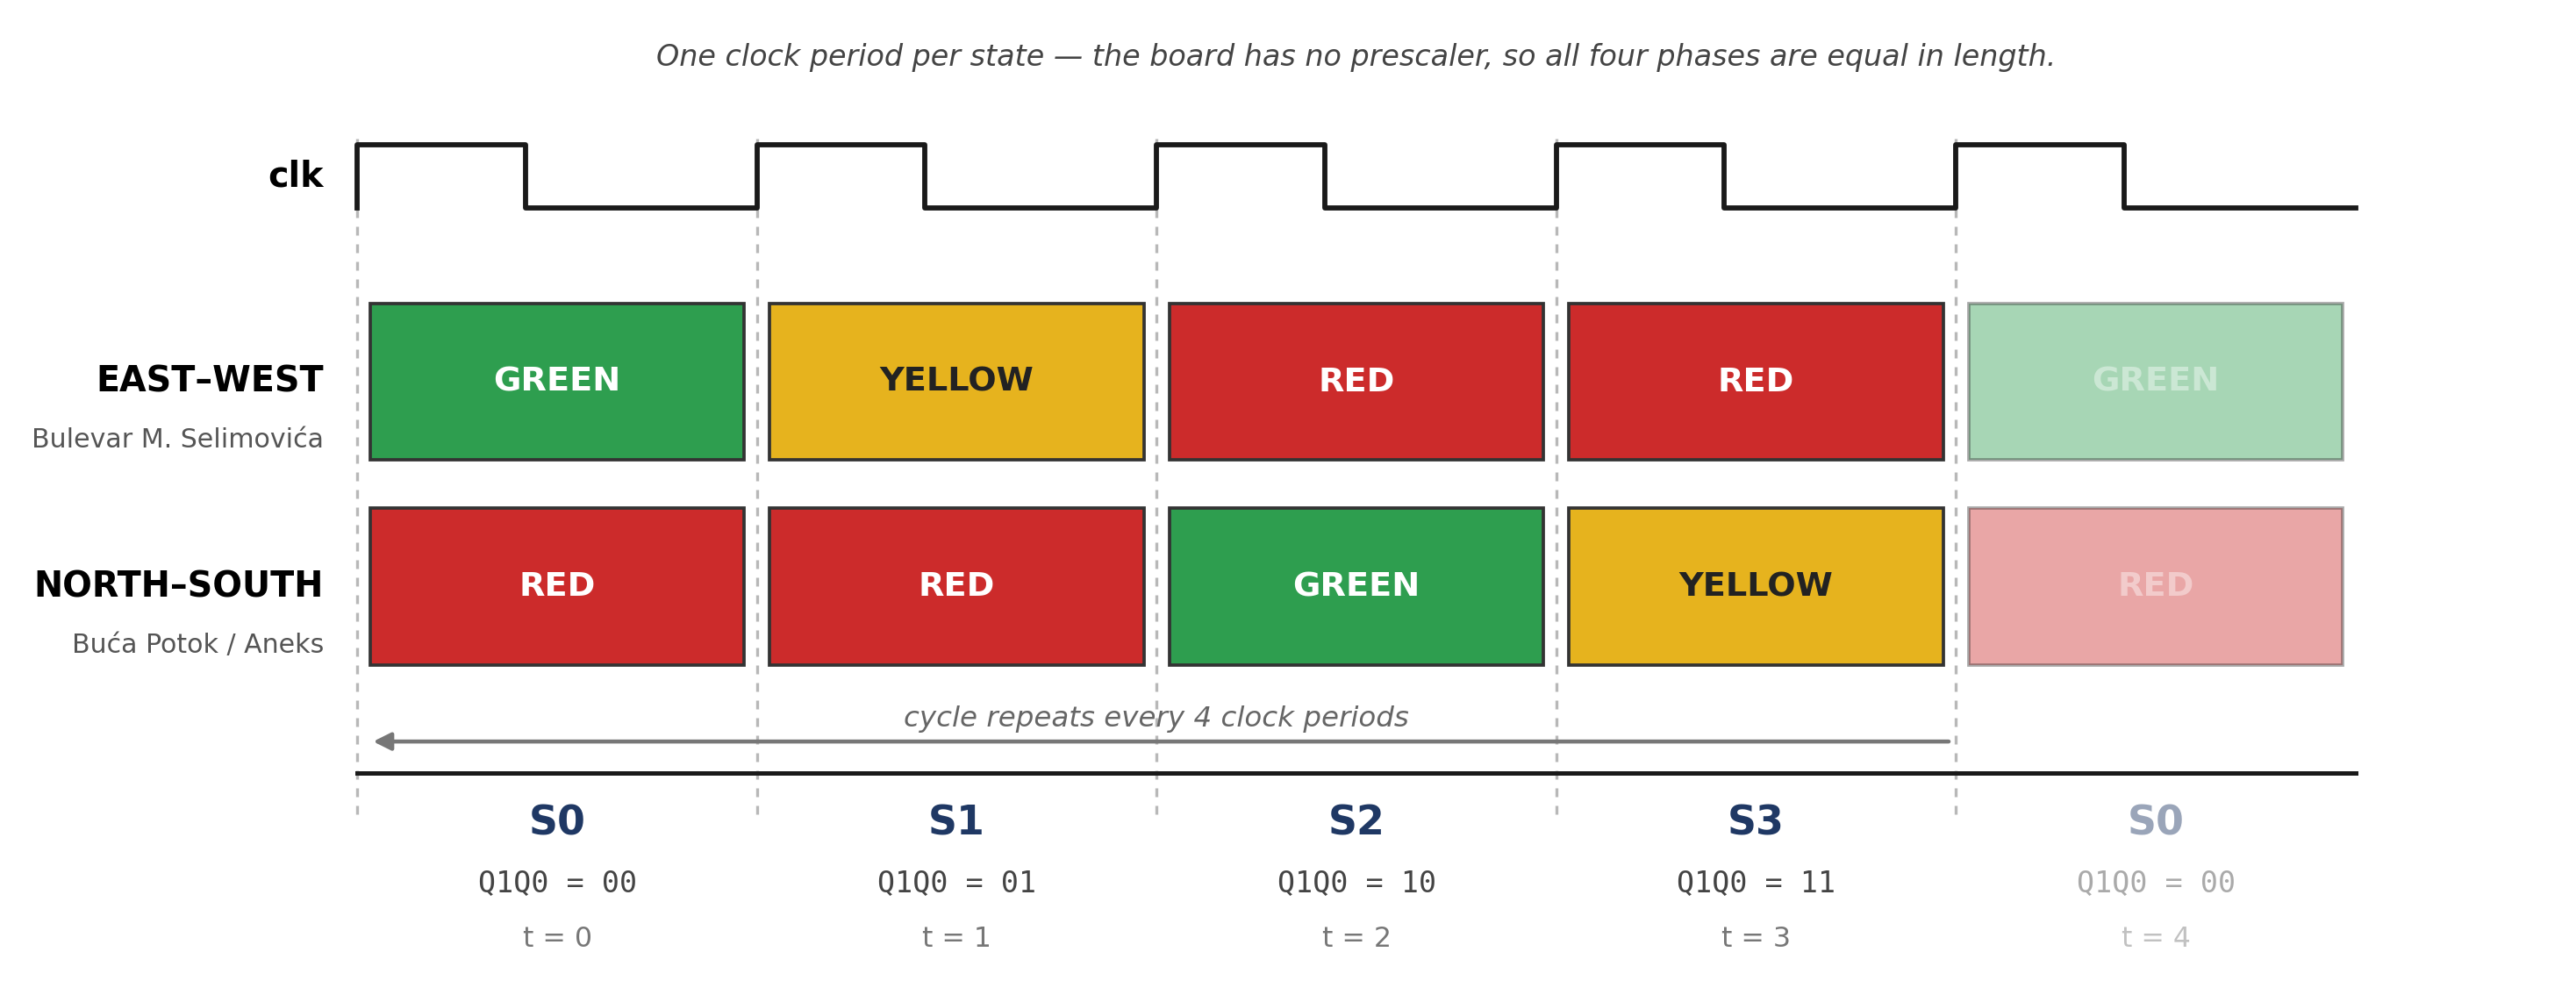 One clock period per state — the board has no prescaler, so all four phases are equal in length.
clk
EAST–WEST
Bulevar M. Selimovića
GREEN
YELLOW
RED
RED
GREEN
NORTH–SOUTH
Buća Potok / Aneks
RED
RED
GREEN
YELLOW
RED
cycle repeats every 4 clock periods
S0
S1
S2
S3
S0
Q1Q0 = 00
Q1Q0 = 01
Q1Q0 = 10
Q1Q0 = 11
Q1Q0 = 00
t = 0
t = 1
t = 2
t = 3
t = 4